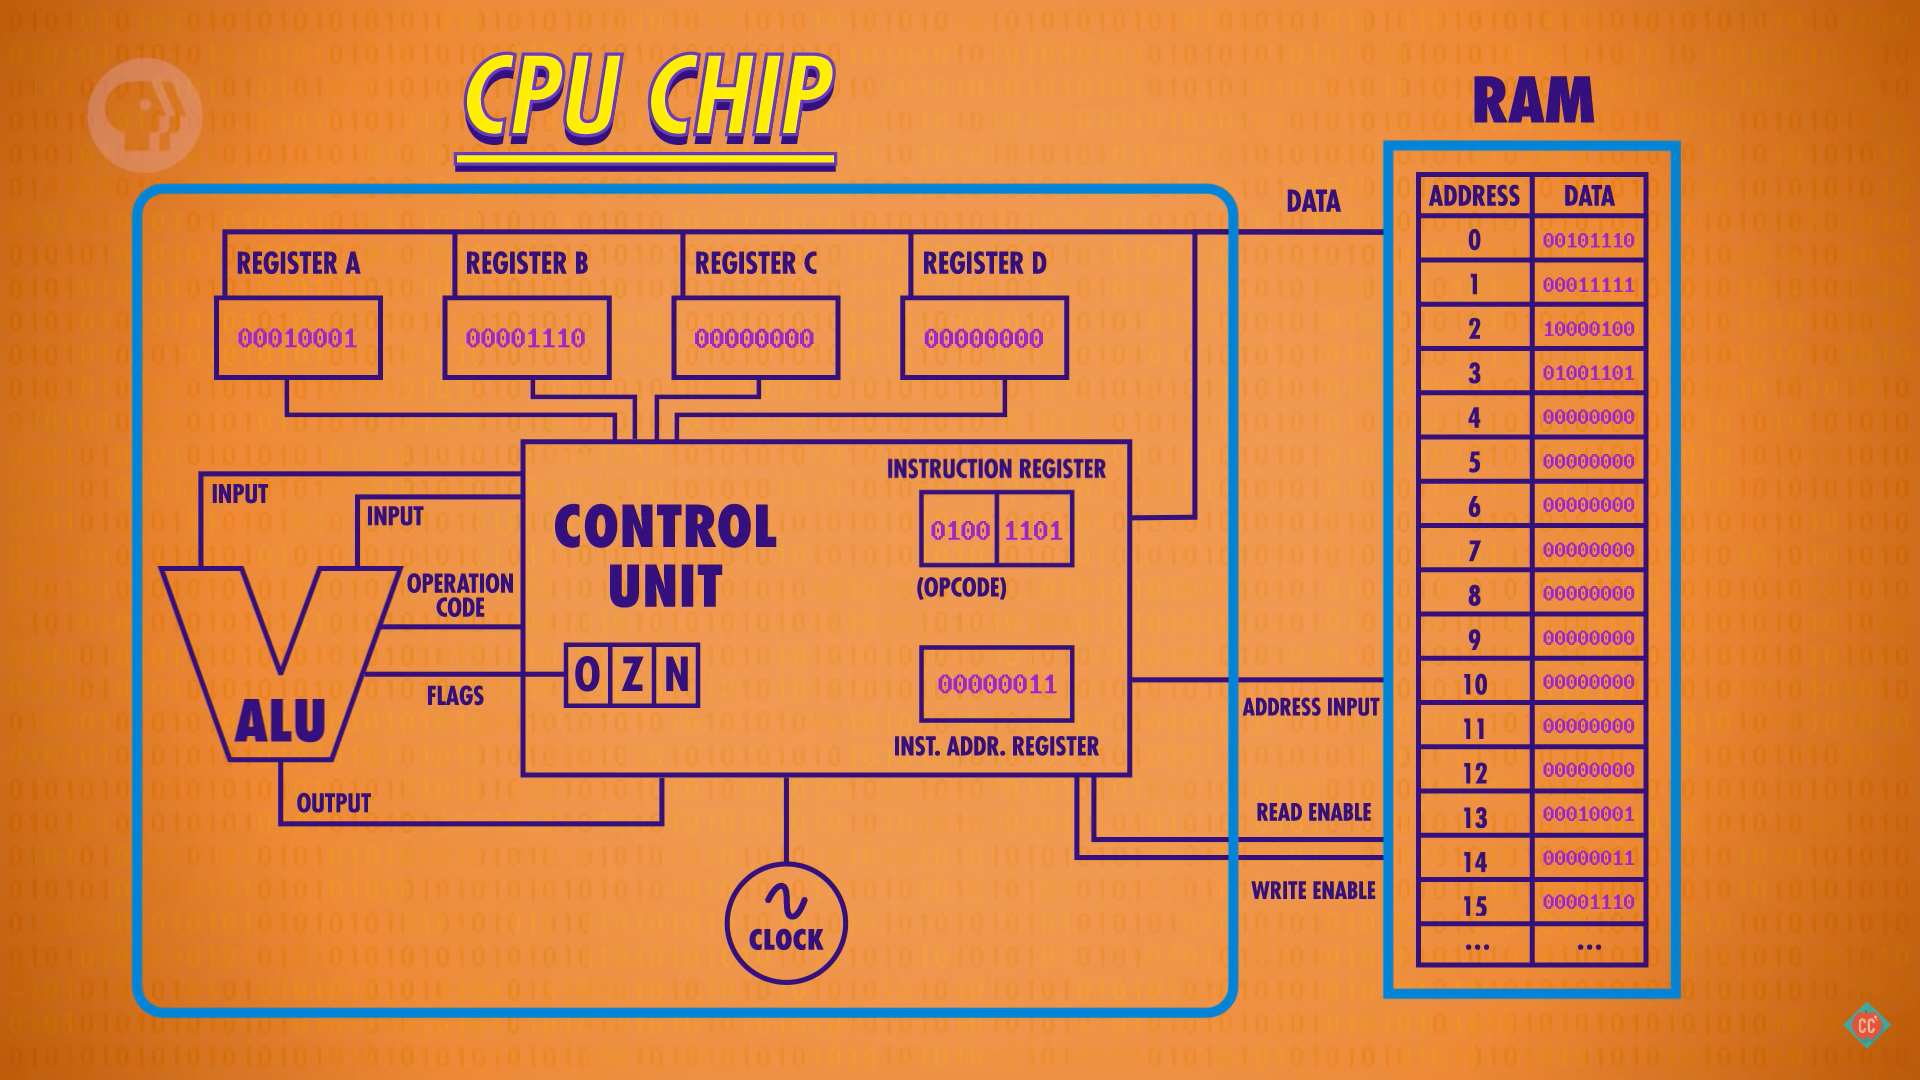 CPU CHIP
RAM
DATA
REGISTER A
REGISTER B
REGISTER C
REGISTER D
00010001
00001110
00000000
00000000
INPUT
INPUT
OPERATION
CODE
FLAGS
ALU
OUTPUT
CONTROL
UNIT
O Z N
INSTRUCTION REGISTER
0100 1101
(OPCODE)
00000011
INST. ADDR. REGISTER
CLOCK
ADDRESS INPUT
READ ENABLE
WRITE ENABLE
ADDRESS DATA
0 00101110
1 00011111
2 10000100
3 01001101
4 00000000
5 00000000
6 00000000
7 00000000
8 00000000
9 00000000
10 00000000
11 00000000
12 00000000
13 00010001
14 00000011
15 00001110
... ...
CC